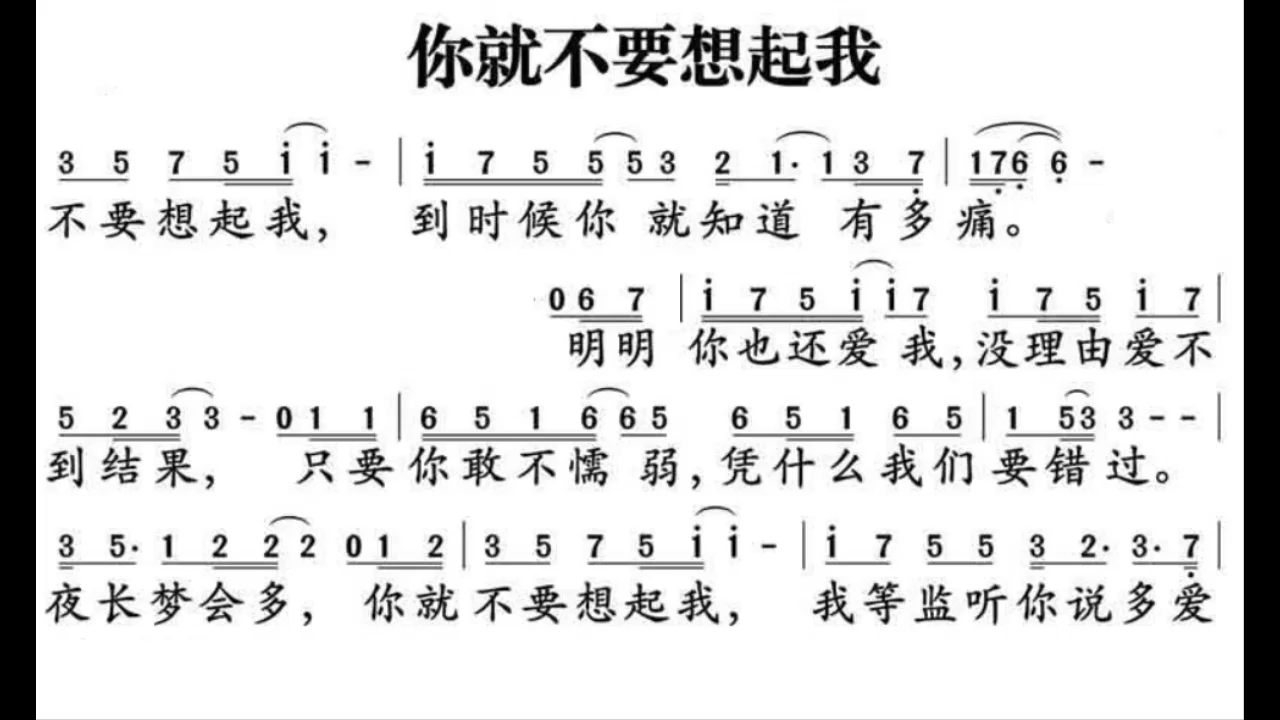 你就不要想起我
3 5 7 5 i i - | i 7 5 5 5 3 2 1· 1 3 7 | 1 7 6 6 -
不要想起我， 到时候你 就知道 有多痛。
0 6 7 | i 7 5 i i 7 i 7 5 i 7 |
明明 你也还爱 我，没理由爱不
5 2 3 3 - 0 1 1 | 6 5 1 6 6 5 6 5 1 6 5 | 1 5 3 3 - - |
到结果， 只要你敢不懦 弱，凭什么我们要错过。
3 5· 1 2 2 2 0 1 2 | 3 5 7 5 i i - | i 7 5 5 3 2· 3· 7 |
夜长梦会多， 你就不要想起我， 我等监听你说多爱